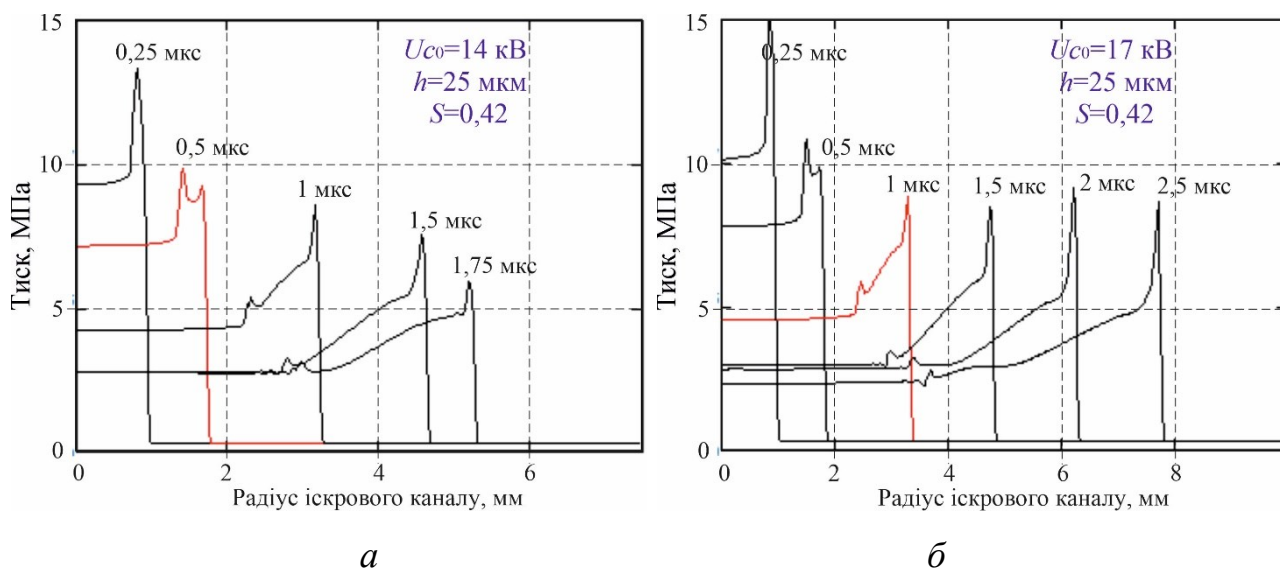 15
10
5
0
Тиск, МПа
0,25 мкс
0,5 мкс
1 мкс
1,5 мкс
1,75 мкс
Uc0=14 кВ
h=25 мкм
S=0,42
0
2
4
6
Радіус іскрового каналу, мм
а
15
10
5
0
Тиск, МПа
0,25 мкс
0,5 мкс
1 мкс
1,5 мкс
2 мкс
2,5 мкс
Uc0=17 кВ
h=25 мкм
S=0,42
0
2
4
6
8
Радіус іскрового каналу, мм
б